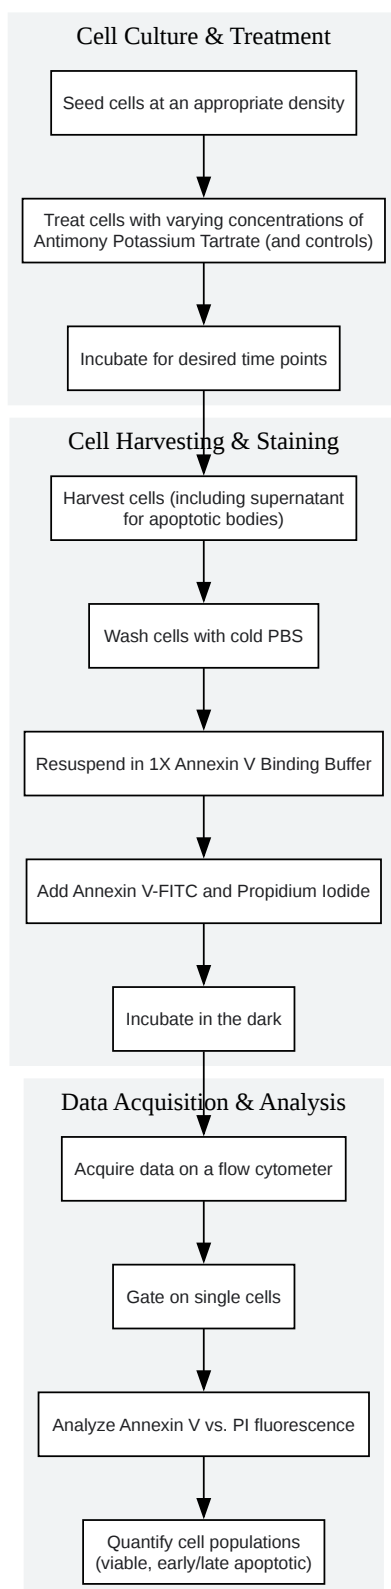 Cell Culture & Treatment
Seed cells at an appropriate density
Treat cells with varying concentrations of
Antimony Potassium Tartrate (and controls)
Incubate for desired time points
Cell Harvesting & Staining
Harvest cells (including supernatant
for apoptotic bodies)
Wash cells with cold PBS
Resuspend in 1X Annexin V Binding Buffer
Add Annexin V-FITC and Propidium Iodide
Incubate in the dark
Data Acquisition & Analysis
Acquire data on a flow cytometer
Gate on single cells
Analyze Annexin V vs. PI fluorescence
Quantify cell populations
(viable, early/late apoptotic)